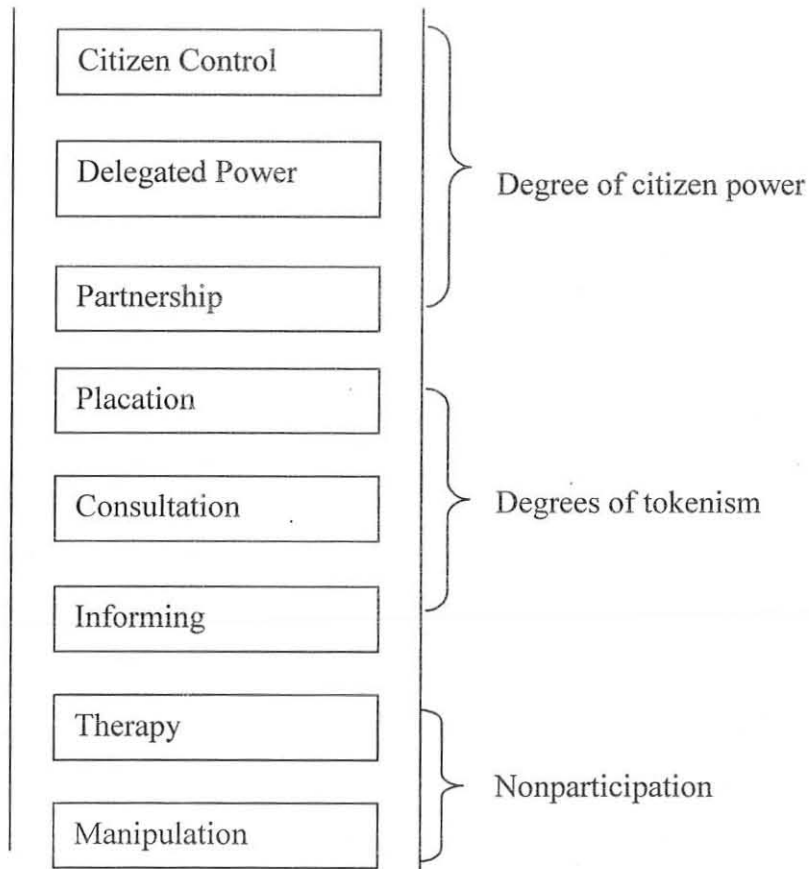 Citizen Control
Delegated Power
Degree of citizen power
Partnership
Placation
Consultation
Degrees of tokenism
Informing
Therapy
Nonparticipation
Manipulation